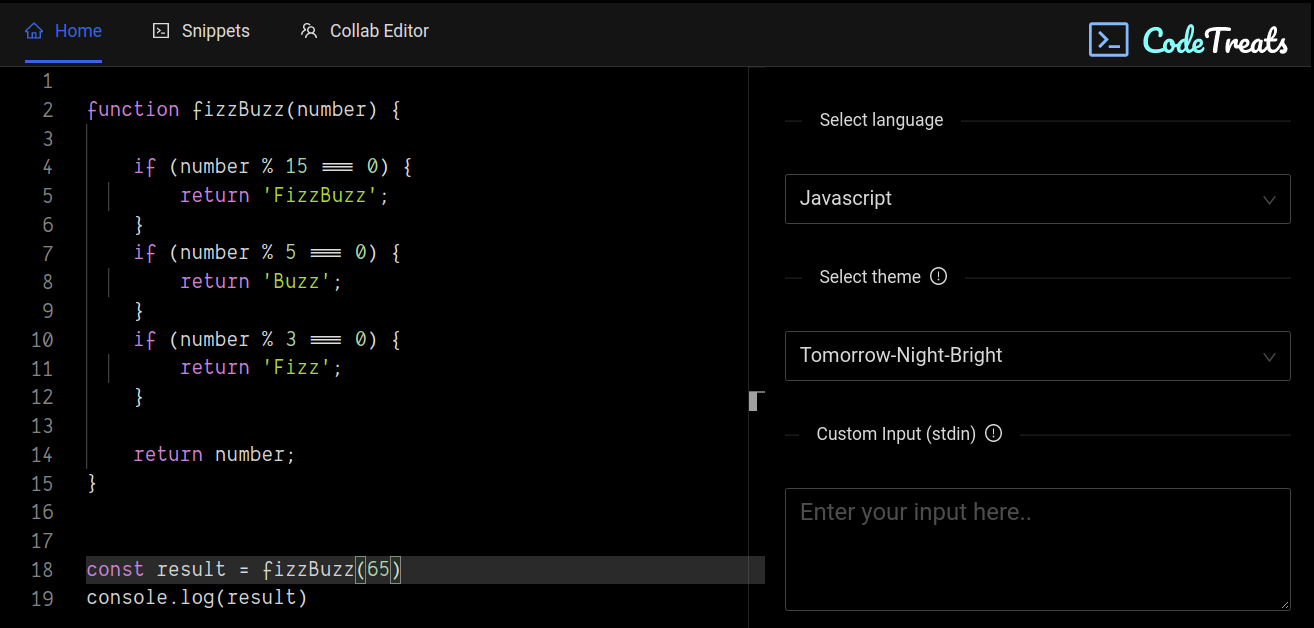 Home Snippets Collab Editor
CodeTreats
1
2 function fizzBuzz(number) {
3
4     if (number % 15 === 0) {
5         return 'FizzBuzz';
6     }
7     if (number % 5 === 0) {
8         return 'Buzz';
9     }
10     if (number % 3 === 0) {
11         return 'Fizz';
12     }
13
14     return number;
15 }
16
17
18 const result = fizzBuzz(65)
19 console.log(result)
Select language
Javascript
Select theme
Tomorrow-Night-Bright
Custom Input (stdin)
Enter your input here..